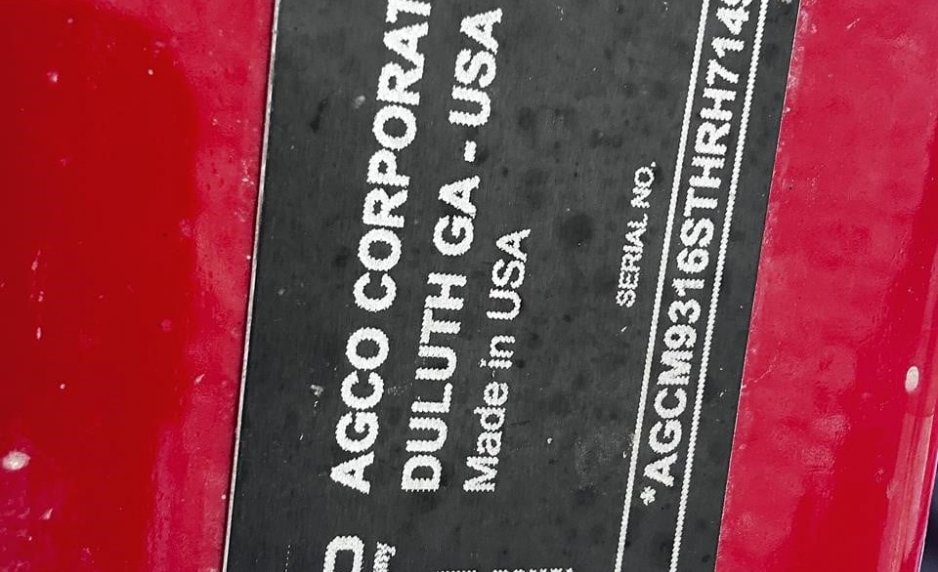 AGCO CORPORAT
DULUTH GA - USA
Made in USA
SERIAL NO.
*AGCM9316STHRH714